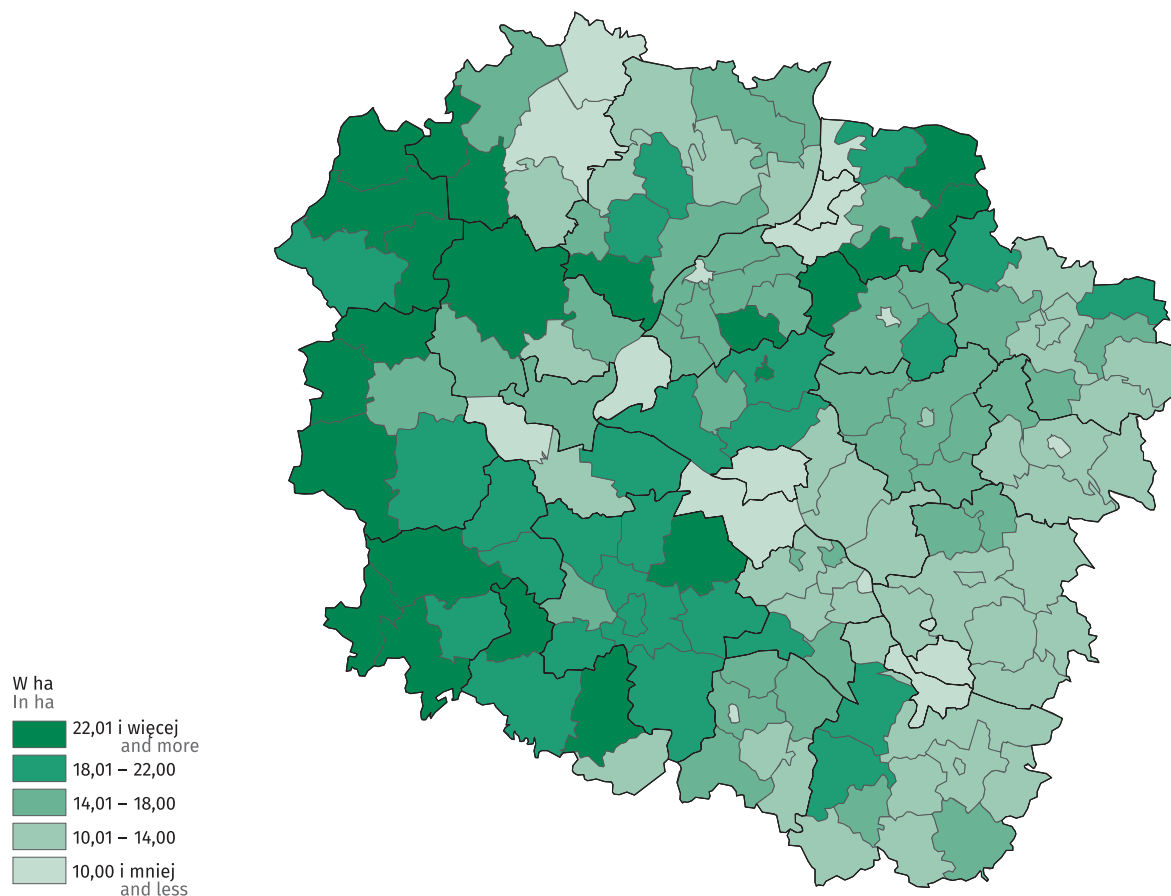 W ha
In ha
22,01 i więcej
and more
18,01 – 22,00
14,01 – 18,00
10,01 – 14,00
10,00 i mniej
and less